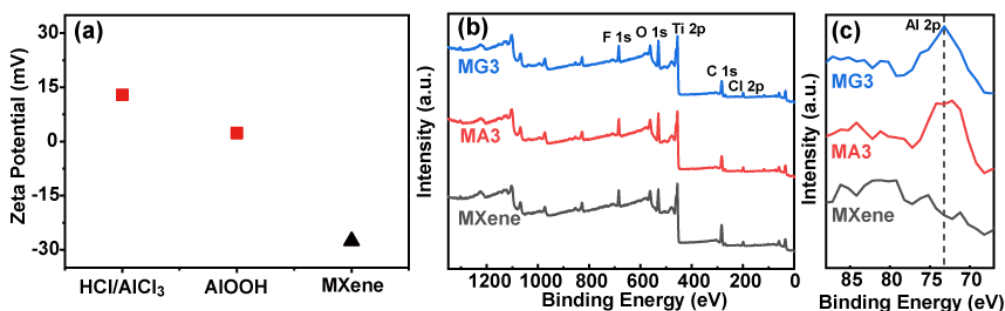 (a)
Zeta Potential (mV)
30
15
0
-15
-30
HCl/AlCl3
AlOOH
MXene
(b)
Intensity (a.u.)
F 1s
O 1s
Ti 2p
C 1s
Cl 2p
MG3
MA3
MXene
1200 1000 800 600 400 200 0
Binding Energy (eV)
(c)
Intensity (a.u.)
Al 2p
MG3
MA3
MXene
85 80 75 70
Binding Energy (eV)